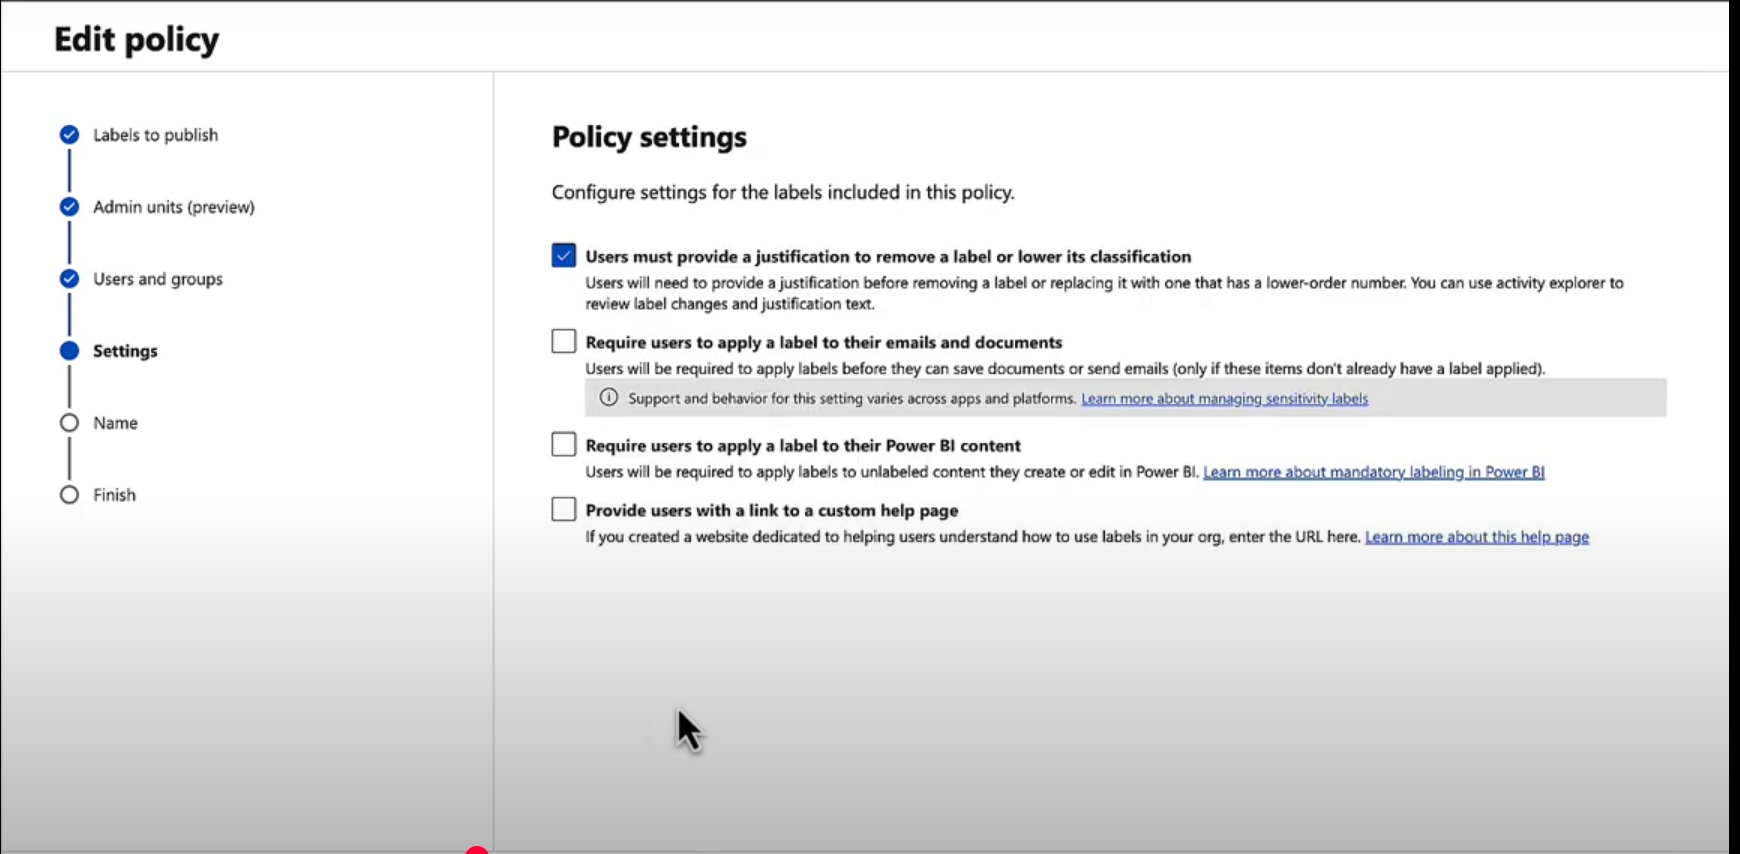 Edit policy
Labels to publish
Admin units (preview)
Users and groups
Settings
Name
Finish
Policy settings
Configure settings for the labels included in this policy.
Users must provide a justification to remove a label or lower its classification
Users will need to provide a justification before removing a label or replacing it with one that has a lower-order number. You can use activity explorer to
review label changes and justification text.
Require users to apply a label to their emails and documents
Users will be required to apply labels before they can save documents or send emails (only if these items don't already have a label applied).
Support and behavior for this setting varies across apps and platforms. Learn more about managing sensitivity labels
Require users to apply a label to their Power BI content
Users will be required to apply labels to unlabeled content they create or edit in Power BI. Learn more about mandatory labeling in Power BI
Provide users with a link to a custom help page
If you created a website dedicated to helping users understand how to use labels in your org, enter the URL here. Learn more about this help page